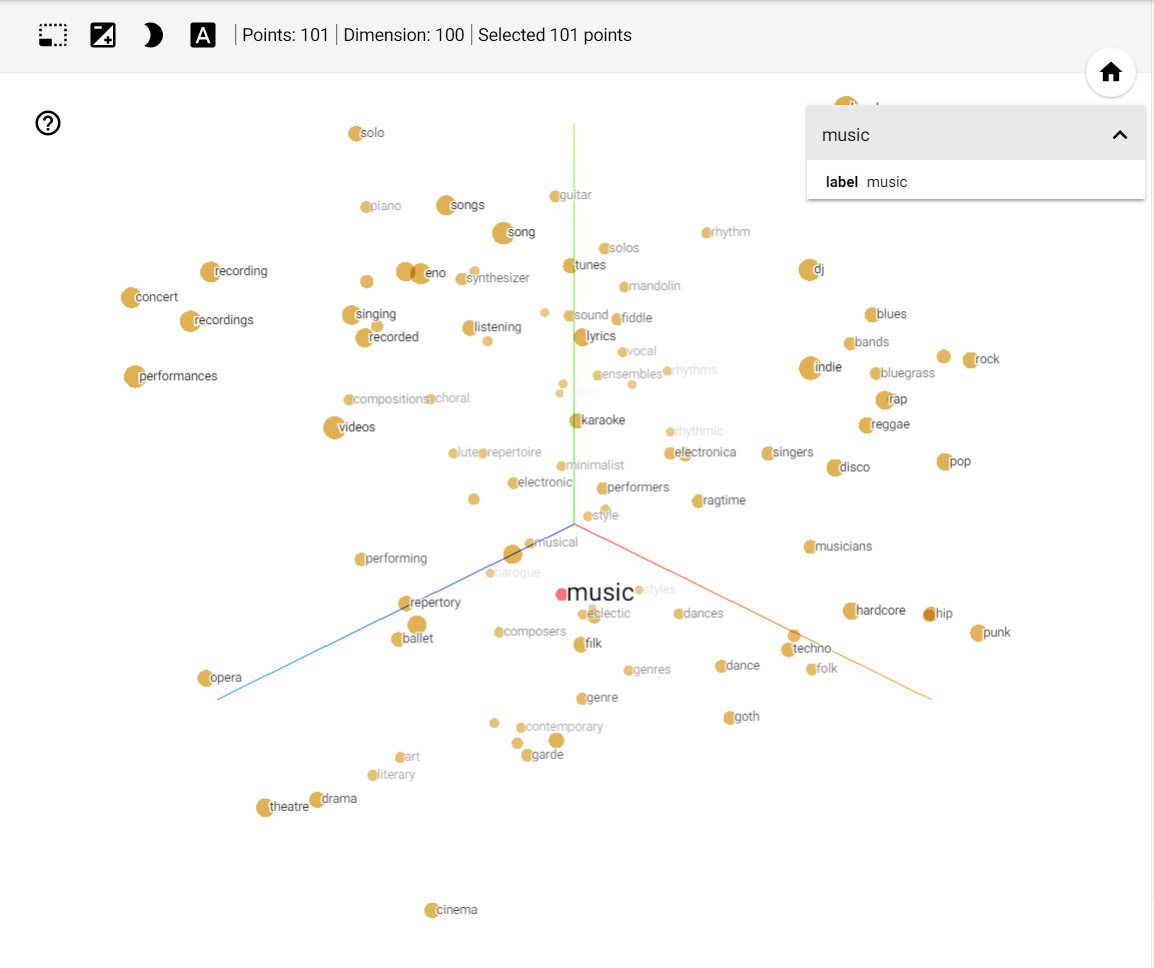 A
Points: 101 | Dimension: 100 | Selected 101 points
music
label music
solo
guitar
piano
songs
song
rhythm
solos
tunes
recording
eno
synthesizer
dj
mandolin
concert
singing
sound
fiddle
blues
recordings
listening
recorded
lyrics
bands
vocal
rock
indie
ensembles
rhythms
bluegrass
performances
compositions
choral
rap
karaoke
reggae
videos
rhythmic
lute
repertoire
electronica
singers
minimalist
disco
pop
electronic
performers
ragtime
style
musical
musicians
performing
baroque
music
styles
repertory
eclectic
dances
hardcore
hip
composers
punk
ballet
filk
techno
genres
dance
folk
opera
genre
goth
contemporary
garde
art
literary
drama
theatre
cinema